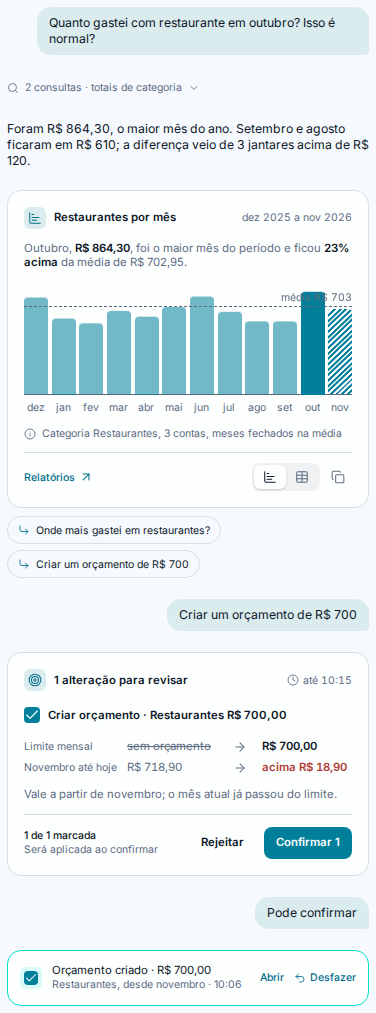 Quanto gastei com restaurante em outubro? Isso é
normal?
2 consultas · totais de categoria
Foram R$ 864,30, o maior mês do ano. Setembro e agosto
ficaram em R$ 610; a diferença veio de 3 jantares acima de R$
120.
Restaurantes por mês
dez 2025 a nov 2026
Outubro, R$ 864,30, foi o maior mês do período e ficou 23%
acima da média de R$ 702,95.
média R$ 703
dez jan fev mar abr mai jun jul ago set out nov
Categoria Restaurantes, 3 contas, meses fechados na média
Relatórios
Onde mais gastei em restaurantes?
Criar um orçamento de R$ 700
Criar um orçamento de R$ 700
1 alteração para revisar
até 10:15
Criar orçamento · Restaurantes R$ 700,00
Limite mensal sem orçamento R$ 700,00
Novembro até hoje R$ 718,90 acima R$ 18,90
Vale a partir de novembro; o mês atual já passou do limite.
1 de 1 marcada
Será aplicada ao confirmar
Rejeitar
Confirmar 1
Pode confirmar
Orçamento criado · R$ 700,00
Restaurantes, desde novembro · 10:06
Abrir
Desfazer